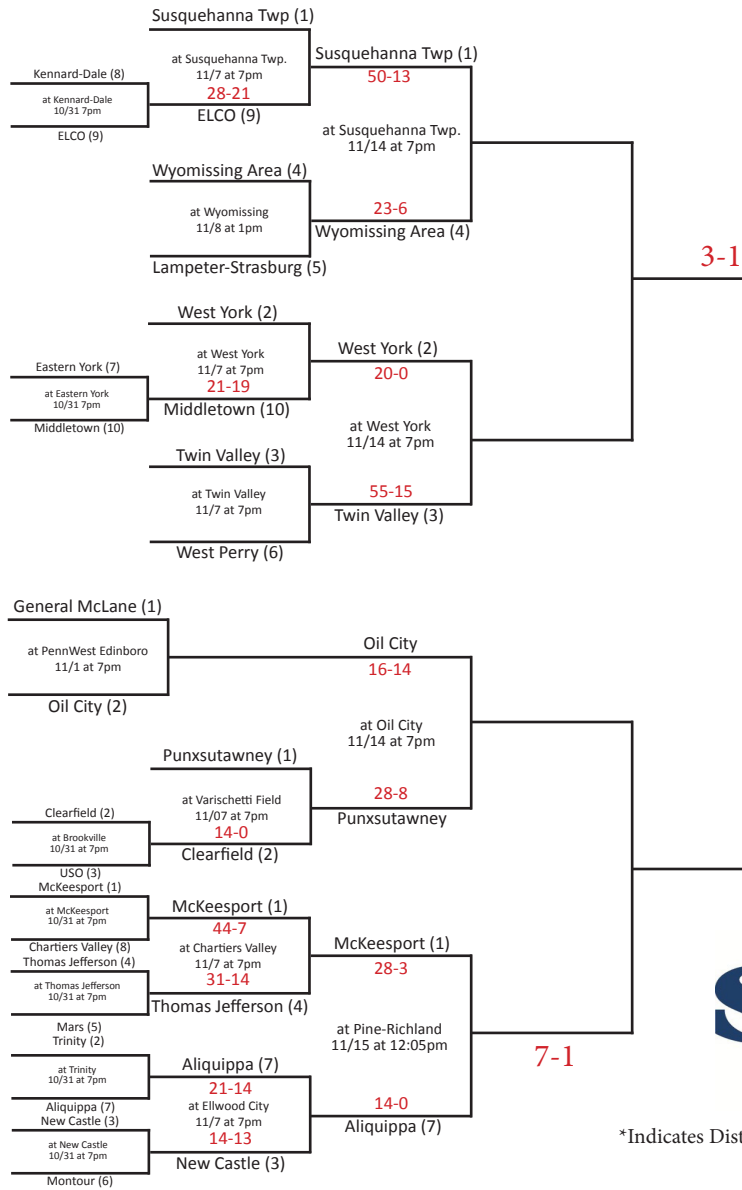 Susquehanna Twp (1)
at Susquehanna Twp.
11/7 at 7pm
28-21
ELCO (9)
Kennard-Dale (8)
at Kennard-Dale
10/31 7pm
ELCO (9)
Susquehanna Twp (1)
50-13
at Susquehanna Twp.
11/14 at 7pm
23-6
Wyomissing Area (4)
Wyomissing Area (4)
at Wyomissing
11/8 at 1pm
Lampeter-Strasburg (5)
3-1
West York (2)
at West York
11/7 at 7pm
21-19
Middletown (10)
Eastern York (7)
at Eastern York
10/31 7pm
Middletown (10)
West York (2)
20-0
at West York
11/14 at 7pm
55-15
Twin Valley (3)
Twin Valley (3)
at Twin Valley
11/7 at 7pm
West Perry (6)
General McLane (1)
at PennWest Edinboro
11/1 at 7pm
Oil City (2)
Oil City
16-14
at Oil City
11/14 at 7pm
28-8
Punxsutawney
Punxsutawney (1)
at Varischetti Field
11/07 at 7pm
14-0
Clearfield (2)
Clearfield (2)
at Brookville
10/31 at 7pm
USO (3)
McKeesport (1)
at McKeesport
10/31 at 7pm
Chartiers Valley (8)
Thomas Jefferson (4)
at Thomas Jefferson
10/31 at 7pm
Mars (5)
McKeesport (1)
44-7
at Chartiers Valley
11/7 at 7pm
31-14
Thomas Jefferson (4)
McKeesport (1)
28-3
at Pine-Richland
11/15 at 12:05pm
14-0
Aliquippa (7)
7-1
Trinity (2)
at Trinity
10/31 at 7pm
Aliquippa (7)
New Castle (3)
at New Castle
10/31 at 7pm
Montour (6)
Aliquippa (7)
21-14
at Ellwood City
11/7 at 7pm
14-13
New Castle (3)
S
*Indicates Dist